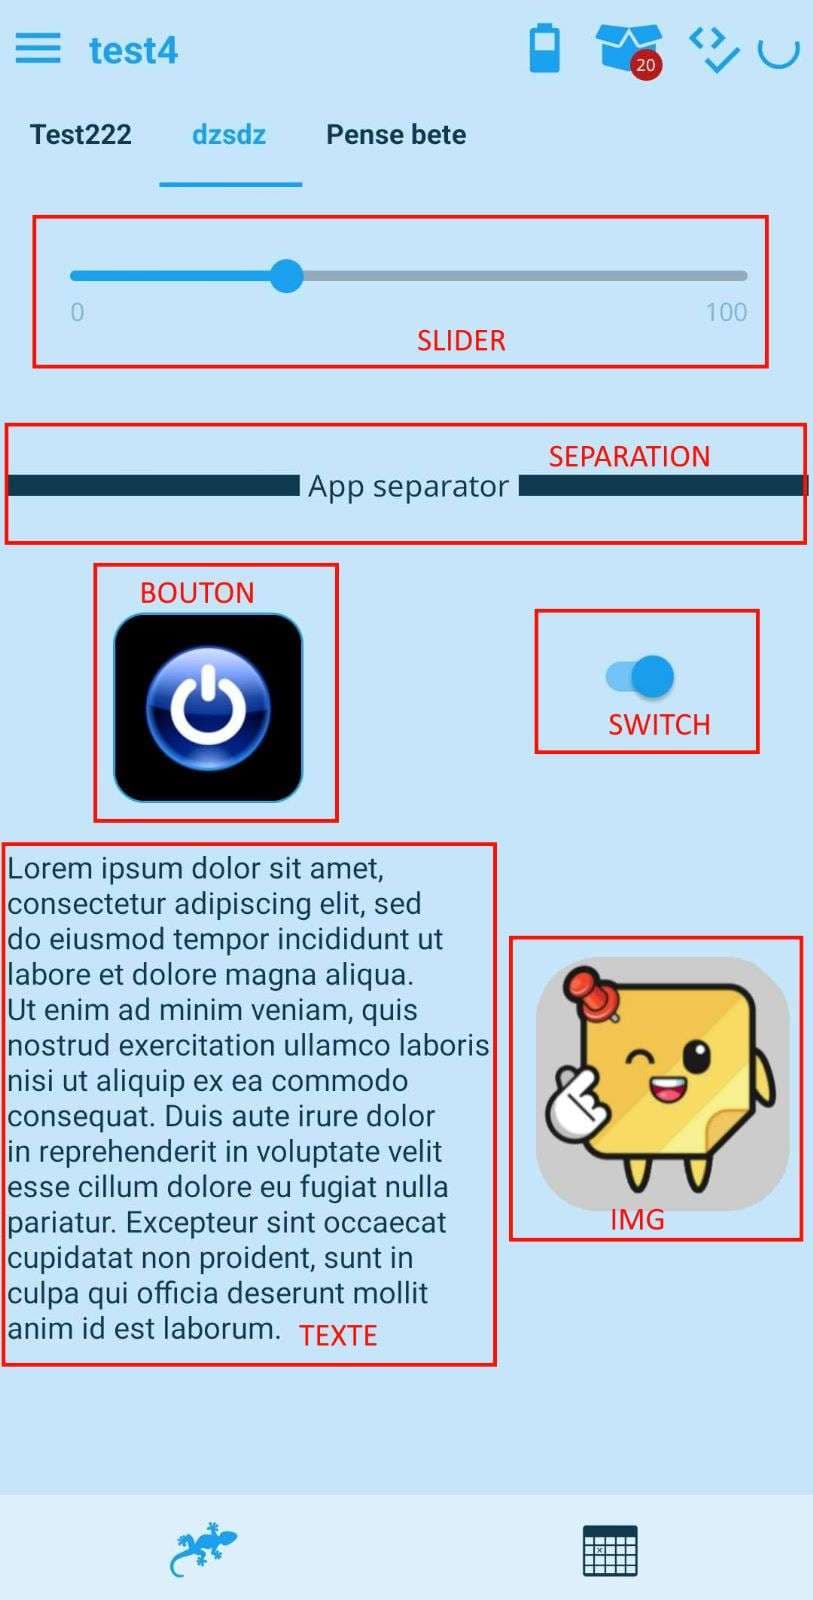 test4
20
Test222 dzsdz Pense bete
0 100
SLIDER
SEPARATION
App separator
BOUTON
SWITCH
Lorem ipsum dolor sit amet,
consectetur adipiscing elit, sed
do eiusmod tempor incididunt ut
labore et dolore magna aliqua.
Ut enim ad minim veniam, quis
nostrud exercitation ullamco laboris
nisi ut aliquip ex ea commodo
consequat. Duis aute irure dolor
in reprehenderit in voluptate velit
esse cillum dolore eu fugiat nulla
pariatur. Excepteur sint occaecat
cupidatat non proident, sunt in
culpa qui officia deserunt mollit
anim id est laborum.
TEXTE
IMG